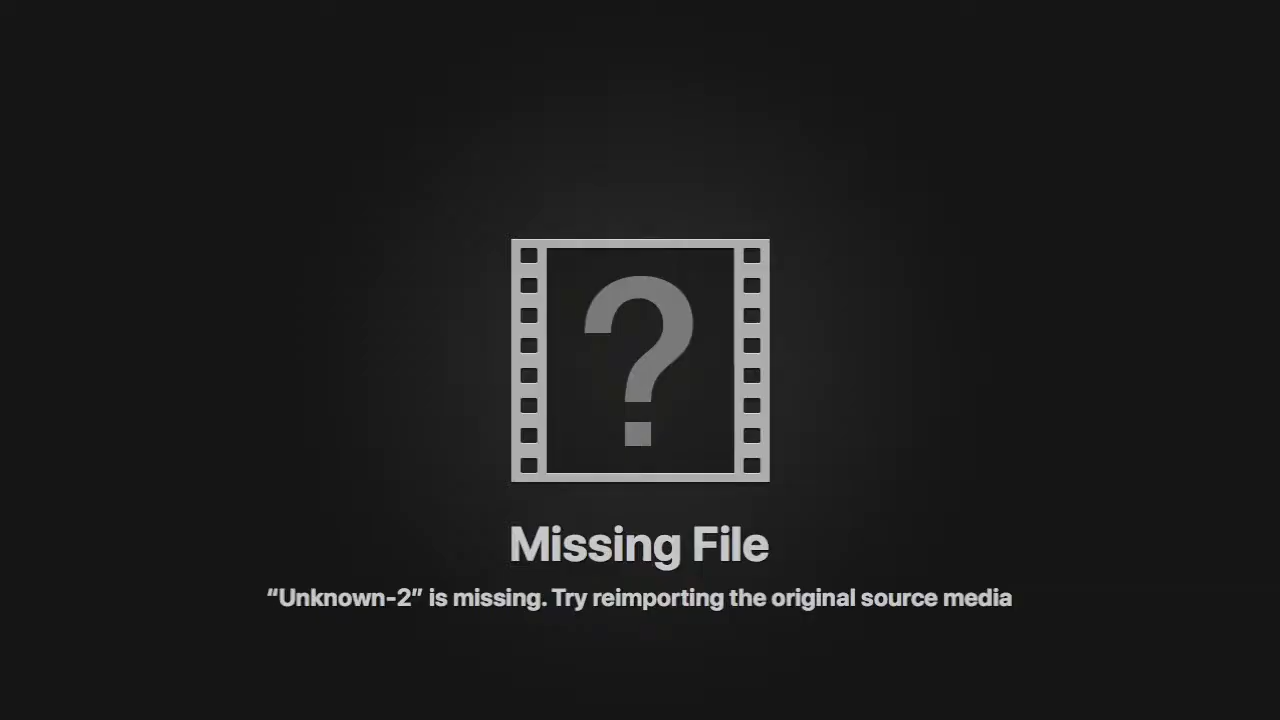 ?
Missing File
“Unknown-2” is missing. Try reimporting the original source media